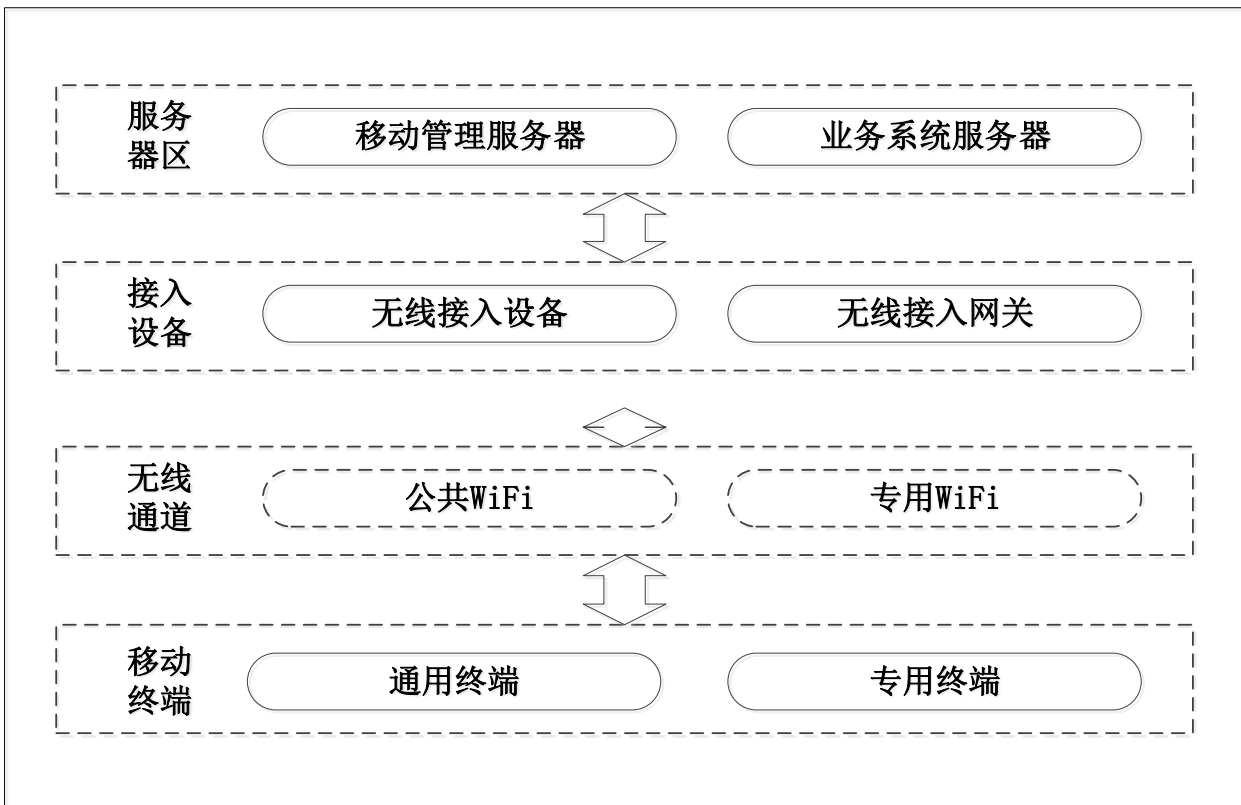 服务
器区
移动管理服务器
业务系统服务器
接入
设备
无线接入设备
无线接入网关
无线
通道
公共WiFi
专用WiFi
移动
终端
通用终端
专用终端